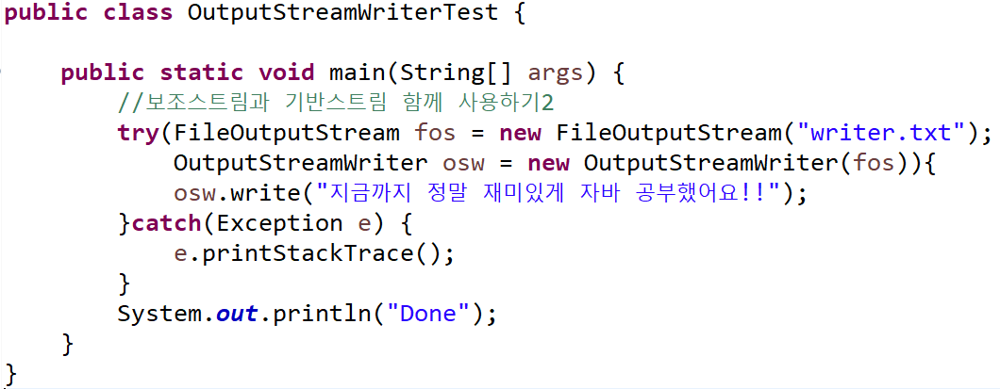 public class OutputStreamWriterTest {
public static void main(String[] args) {
//보조스트림과 기반스트림 함께 사용하기2
try(FileOutputStream fos = new FileOutputStream("writer.txt");
OutputStreamWriter osw = new OutputStreamWriter(fos)){
osw.write("지금까지 정말 재미있게 자바 공부했어요!!");
}catch(Exception e) {
e.printStackTrace();
}
System.out.println("Done");
}
}